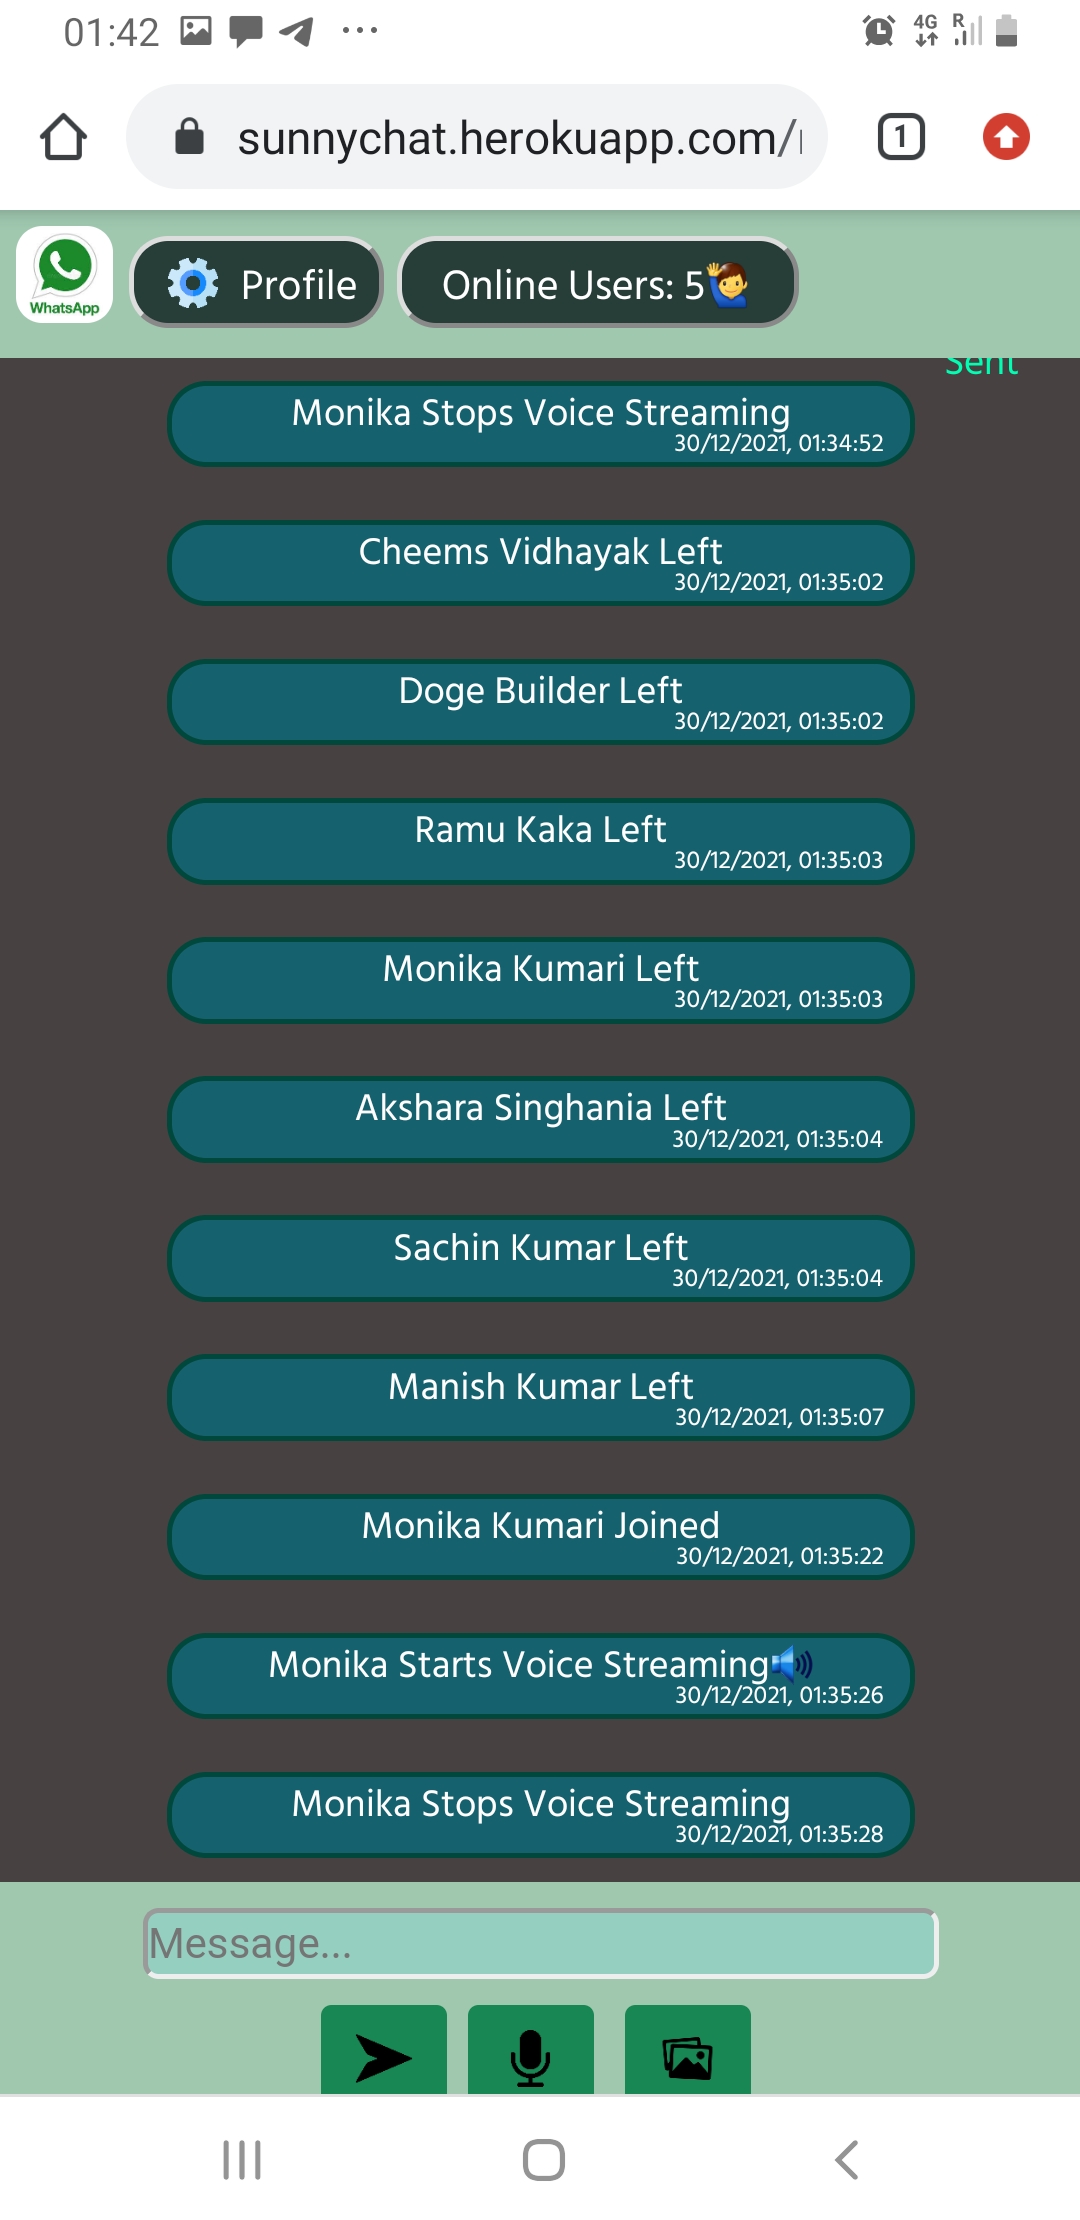 01:42
4G R
sunnychat.herokuapp.com/
1
WhatsApp
Profile
Online Users: 5
Sent
Monika Stops Voice Streaming
30/12/2021, 01:34:52
Cheems Vidhayak Left
30/12/2021, 01:35:02
Doge Builder Left
30/12/2021, 01:35:02
Ramu Kaka Left
30/12/2021, 01:35:03
Monika Kumari Left
30/12/2021, 01:35:03
Akshara Singhania Left
30/12/2021, 01:35:04
Sachin Kumar Left
30/12/2021, 01:35:04
Manish Kumar Left
30/12/2021, 01:35:07
Monika Kumari Joined
30/12/2021, 01:35:22
Monika Starts Voice Streaming🔊
30/12/2021, 01:35:26
Monika Stops Voice Streaming
30/12/2021, 01:35:28
Message...